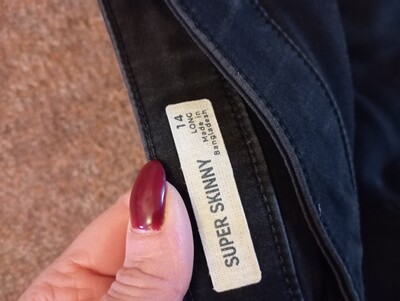 SUPER SKINNY
14
LONG
Made in
Bangladesh